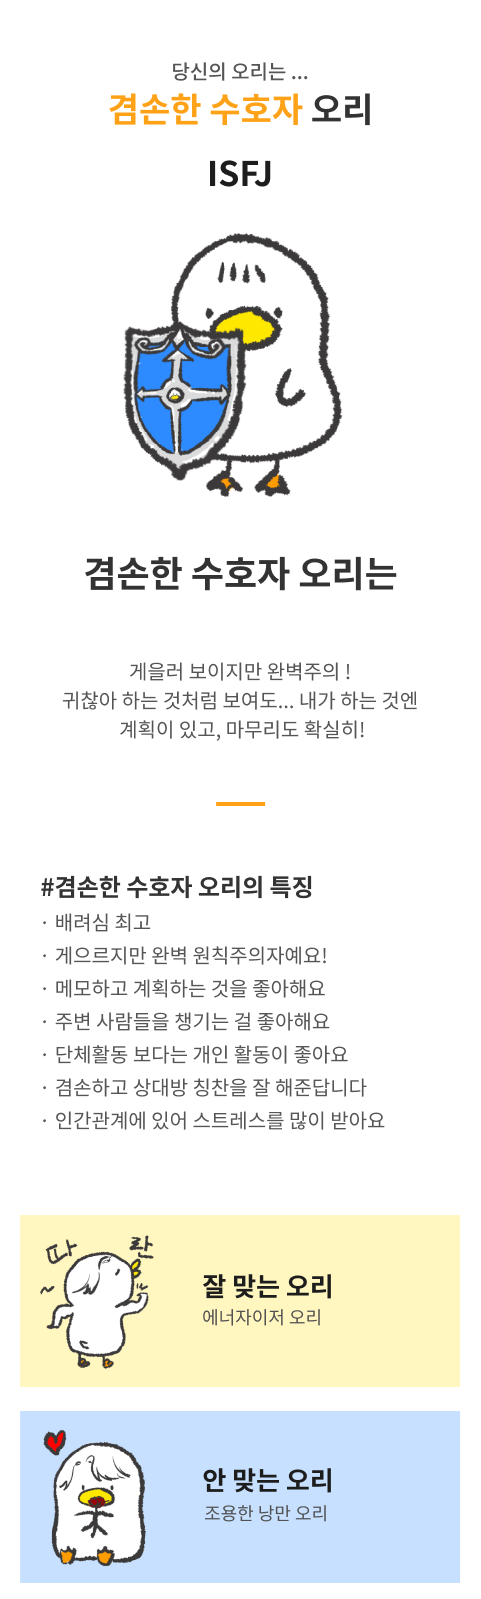 당신의 오리는 ...
겸손한 수호자 오리
ISFJ
겸손한 수호자 오리는
게을러 보이지만 완벽주의 !
귀찮아 하는 것처럼 보여도... 내가 하는 것엔
계획이 있고, 마무리도 확실히!
#겸손한 수호자 오리의 특징
· 배려심 최고
· 게으르지만 완벽 원칙주의자예요!
· 메모하고 계획하는 것을 좋아해요
· 주변 사람들을 챙기는 걸 좋아해요
· 단체활동 보다는 개인 활동이 좋아요
· 겸손하고 상대방 칭찬을 잘 해준답니다
· 인간관계에 있어 스트레스를 많이 받아요
따란~
잘 맞는 오리
에너자이저 오리
안 맞는 오리
조용한 낭만 오리